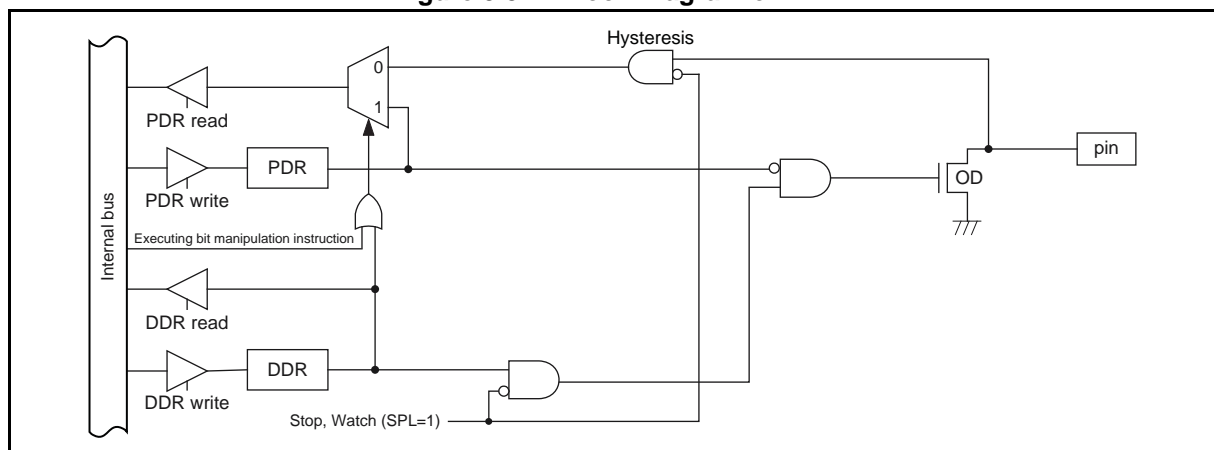 Hysteresis
0
1
PDR read
PDR
pin
OD
PDR write
Executing bit manipulation instruction
Internal bus
DDR read
DDR
DDR write
Stop, Watch (SPL=1)